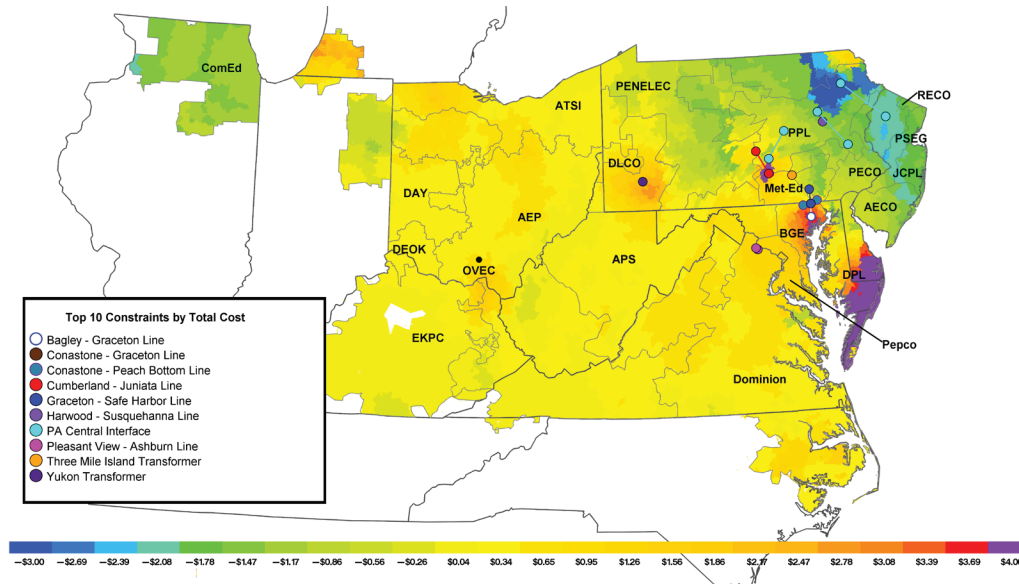 ComEd
ATSI
PENELEC
RECO
PSEG
PPL
DLCO
PECO
JCPL
Met-Ed
DAY
AEP
AECO
BGE
DEOK
APS
OVEC
DPL
EKPC
Pepco
Dominion
Top 10 Constraints by Total Cost
Bagley - Graceton Line
Conastone - Graceton Line
Conastone - Peach Bottom Line
Cumberland - Juniata Line
Graceton - Safe Harbor Line
Harwood - Susquehanna Line
PA Central Interface
Pleasant View - Ashburn Line
Three Mile Island Transformer
Yukon Transformer
—$3.00 —$2.69 —$2.08 —$1.78 —$1.47 —$1.17 —$0.86 —$0.56 —$0.26 $0.04 $0.34 $0.65 $0.95 $1.26 $1.56 $1.86 $2.17 $2.47 $2.78 $3.08 $3.39 $3.69 $4.00